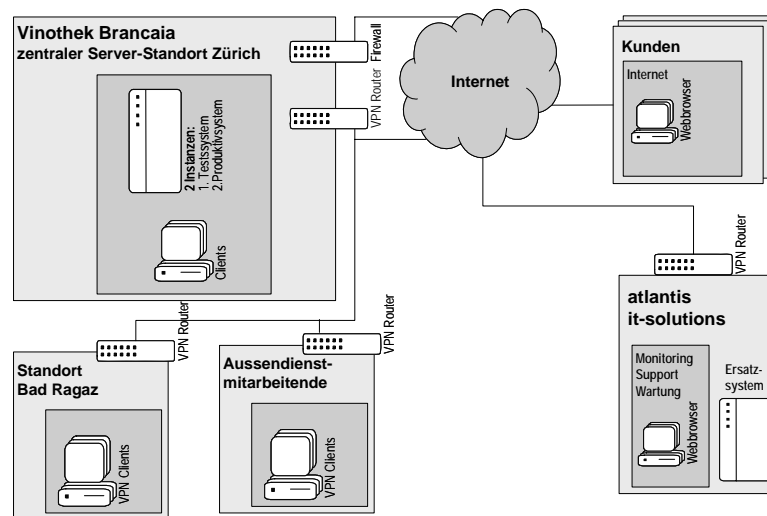 Vinothek Brancaia
zentraler Server-Standort Zürich
Firewall
VPN Router
2 Instanzen:
1. Testssystem
2.Produktivsystem
Clients
Internet
Kunden
Internet
Webbrowser
VPN Router
atlantis
it-solutions
Monitoring
Support
Wartung
Webbrowser
Ersatz-
system
VPN Router
Standort
Bad Ragaz
VPN Clients
VPN Router
Aussendienst-
mitarbeitende
VPN Clients